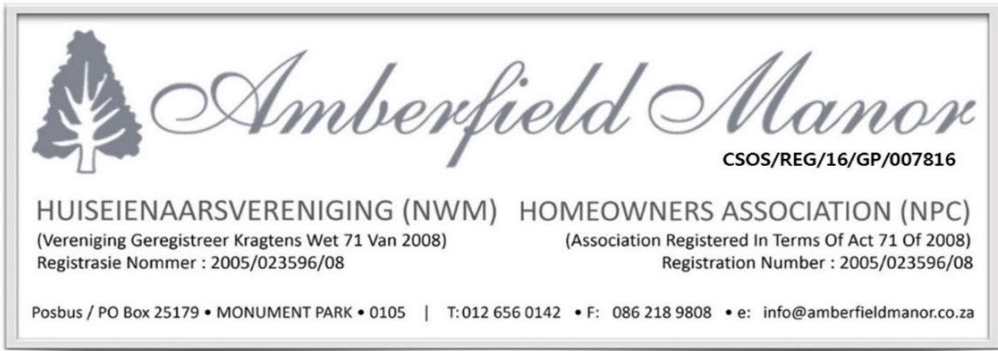 Amberfield Manor
CSOS/REG/16/GP/007816
HUISEIENAARSVERENIGING (NWM) HOMEOWNERS ASSOCIATION (NPC)
(Vereniging Geregistreer Kragtens Wet 71 Van 2008) (Association Registered In Terms Of Act 71 Of 2008)
Registrasie Nommer : 2005/023596/08 Registration Number : 2005/023596/08
Posbus / PO Box 25179 • MONUMENT PARK • 0105 | T: 012 656 0142 • F: 086 218 9808 • e: info@amberfieldmanor.co.za